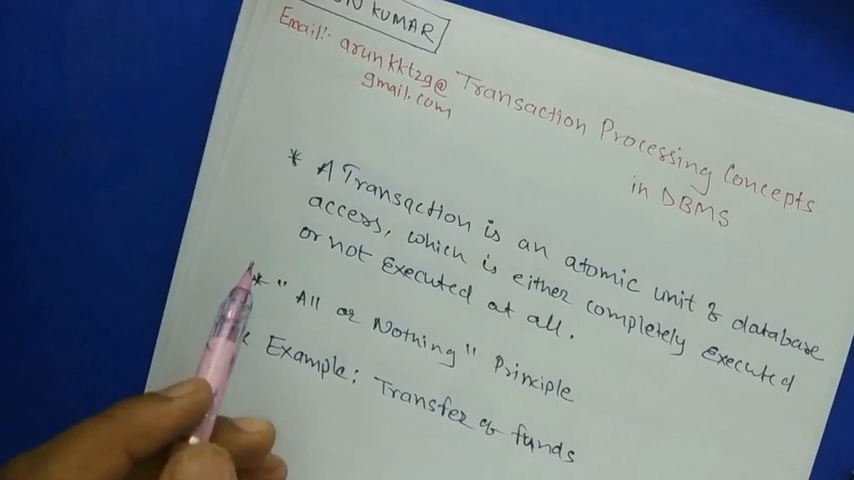 KUMAR
Email:- arunkkt29@
gmail.com
Transaction Processing Concepts
in DBMS
* A Transaction is an atomic unit of database
access, which is either completely executed
or not executed at all.
* "All or Nothing" Principle
* Example: Transfer of funds